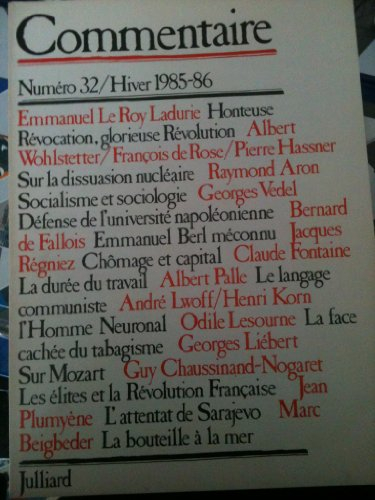 Commentaire
Numéro 32/Hiver 1985-86
Emmanuel Le Roy Ladurie Honteuse
Révocation, glorieuse Révolution Albert
Wohlstetter/François de Rose/Pierre Hassner
Sur la dissuasion nucléaire Raymond Aron
Socialisme et sociologie Georges Vedel
Défense de l'université napoléonienne Bernard
de Fallois Emmanuel Berl méconnu Jacques
Régniez Chômage et capital Claude Fontaine
La durée du travail Albert Palle Le langage
communiste André Lwoff/Henri Korn
l'Homme Neuronal Odile Lesourne La face
cachée du tabagisme Georges Liébert
Sur Mozart Guy Chaussinand-Nogaret
Les élites et la Révolution Française Jean
Plumyène L'attentat de Sarajevo Marc
Beigbeder La bouteille à la mer
Julliard